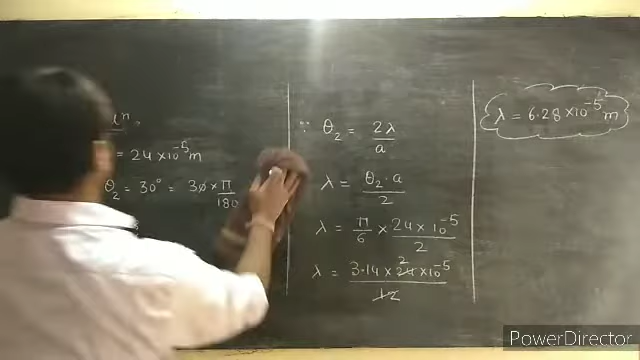 = 24 × 10⁻⁵ m
θ₂ = 30° = 30 × π / 180
∵ θ₂ = 2λ / a
λ = θ₂ · a / 2
λ = π / 6 × 24 × 10⁻⁵ / 2
λ = 3·14 × 24 2 × 10⁻⁵ / 12
λ = 6·28 × 10⁻⁵ m
PowerDirector